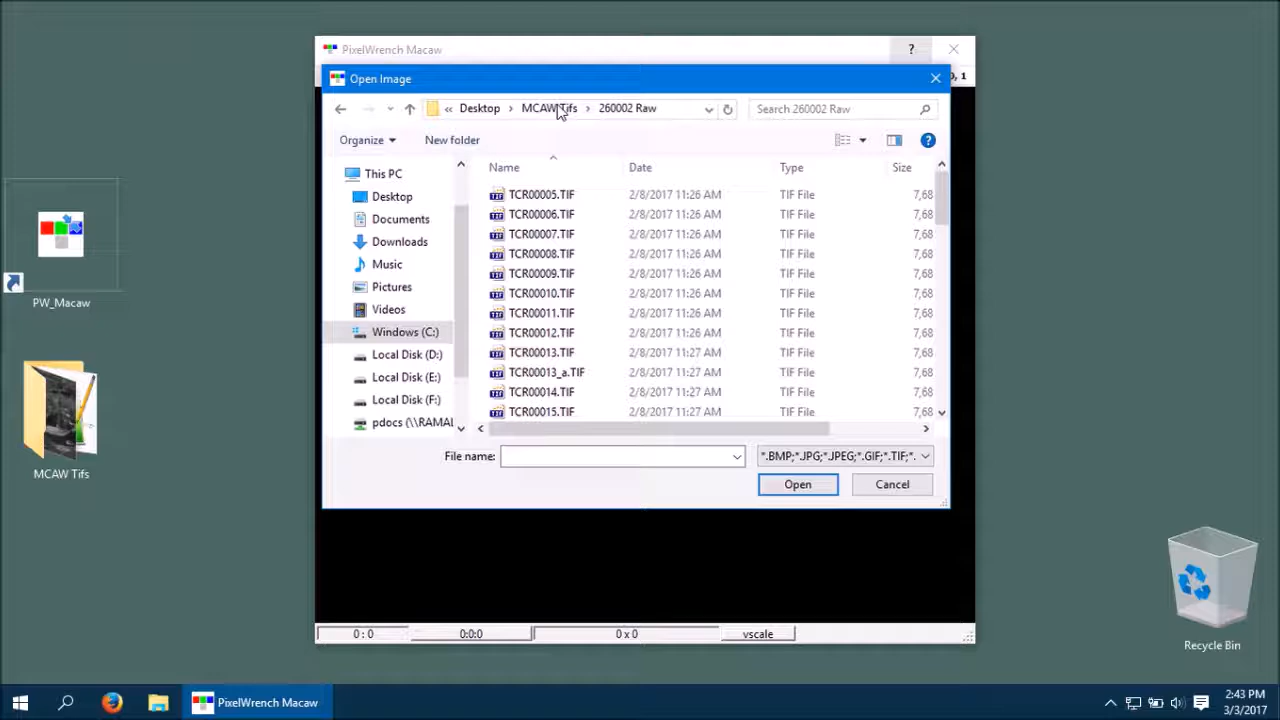 PixelWrench Macaw
?
Open Image
0, 1
« Desktop › MCAW Tifs › 260002 Raw
Search 260002 Raw
Organize
New folder
?
Name Date Type Size
This PC
Desktop
Documents
Downloads
Music
Pictures
Videos
Windows (C:)
Local Disk (D:)
Local Disk (E:)
Local Disk (F:)
pdocs (\\RAMAL
TCR00005.TIF 2/8/2017 11:26 AM TIF File 7,68
TCR00006.TIF 2/8/2017 11:26 AM TIF File 7,68
TCR00007.TIF 2/8/2017 11:26 AM TIF File 7,68
TCR00008.TIF 2/8/2017 11:26 AM TIF File 7,68
TCR00009.TIF 2/8/2017 11:26 AM TIF File 7,68
TCR00010.TIF 2/8/2017 11:26 AM TIF File 7,68
TCR00011.TIF 2/8/2017 11:26 AM TIF File 7,68
TCR00012.TIF 2/8/2017 11:26 AM TIF File 7,68
TCR00013.TIF 2/8/2017 11:27 AM TIF File 7,68
TCR00013_a.TIF 2/8/2017 11:27 AM TIF File 7,68
TCR00014.TIF 2/8/2017 11:27 AM TIF File 7,68
TCR00015.TIF 2/8/2017 11:27 AM TIF File 7,68
File name:
*.BMP;*.JPG;*.JPEG;*.GIF;*.TIF;*.
Open
Cancel
0 : 0
0:0:0
0 x 0
vscale
PW_Macaw
MCAW Tifs
Recycle Bin
PixelWrench Macaw
2:43 PM
3/3/2017